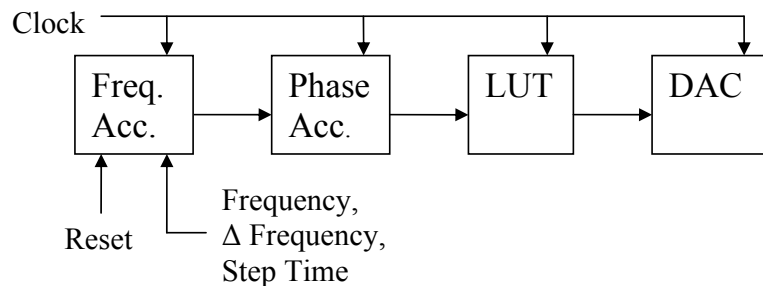 Clock
Freq.
Acc.
Phase
Acc.
LUT
DAC
Reset
Frequency,
Δ Frequency,
Step Time